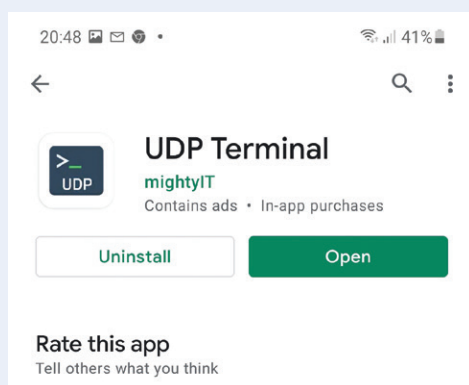 20:48 41%
UDP Terminal
>_
UDP
mightyIT
Contains ads • In-app purchases
Uninstall Open
Rate this app
Tell others what you think